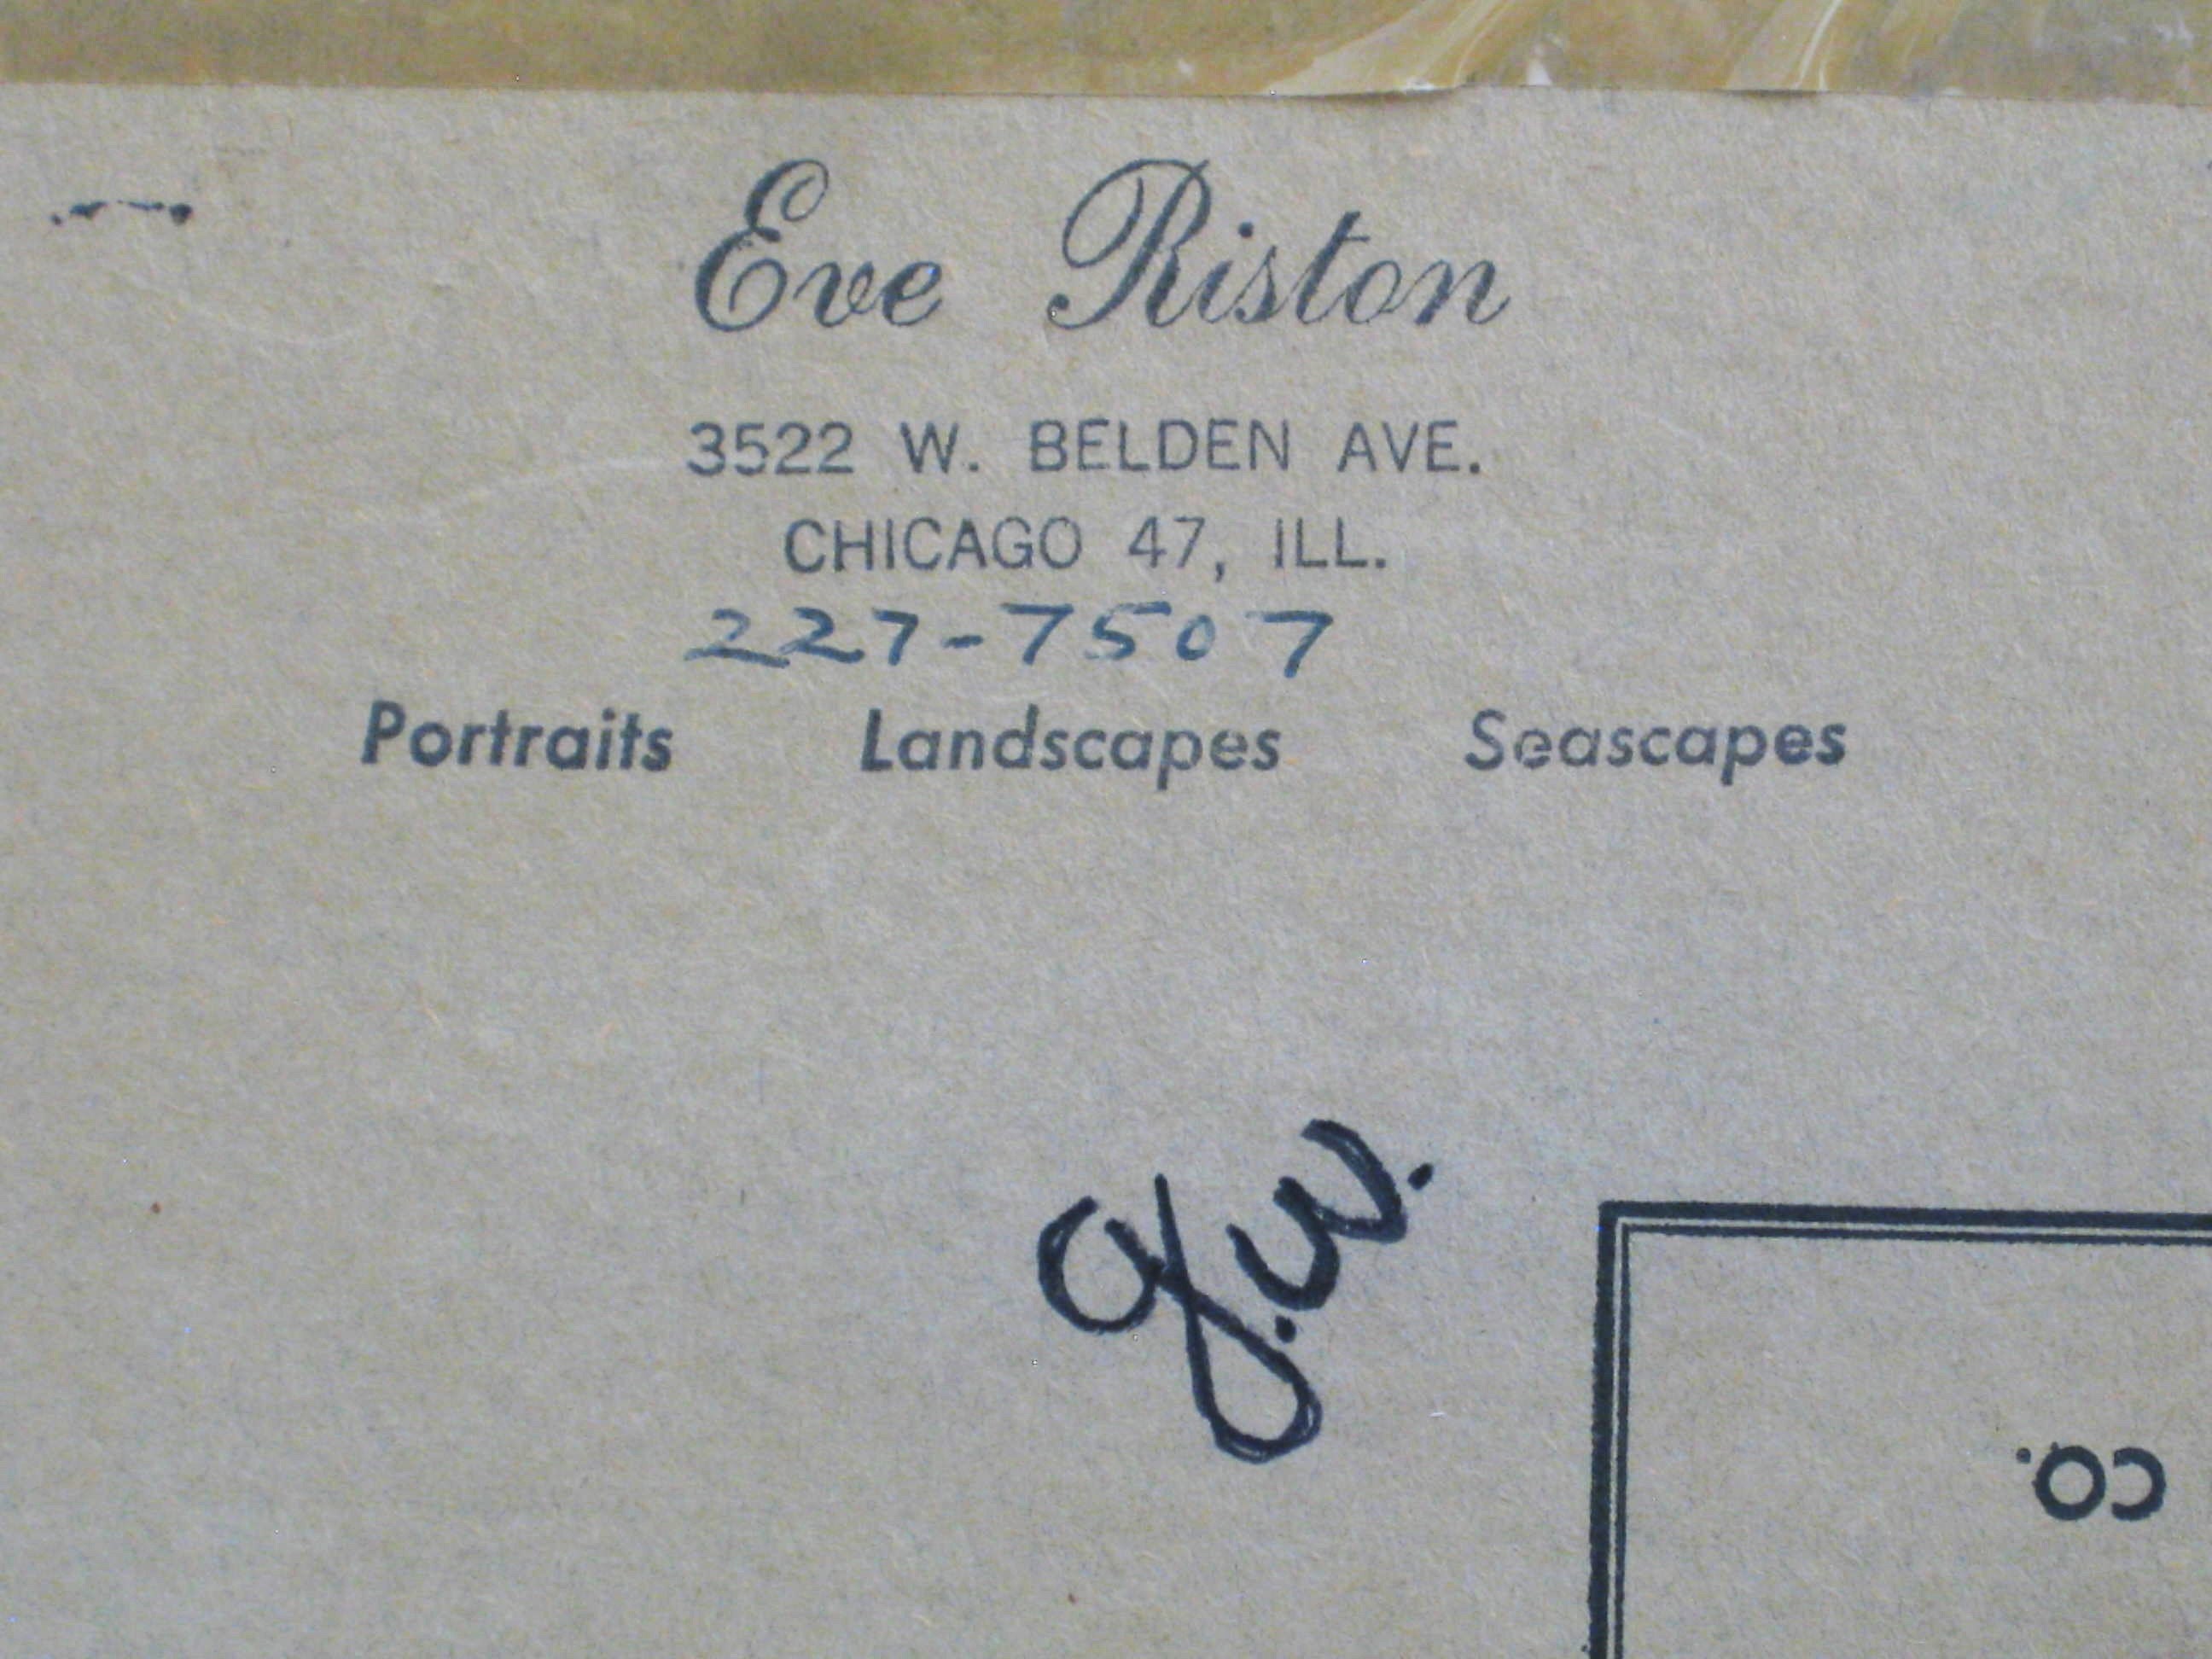 Eve Riston
3522 W. BELDEN AVE.
CHICAGO 47, ILL.
227-7507
Portraits Landscapes Seascapes
g.w.
CO.